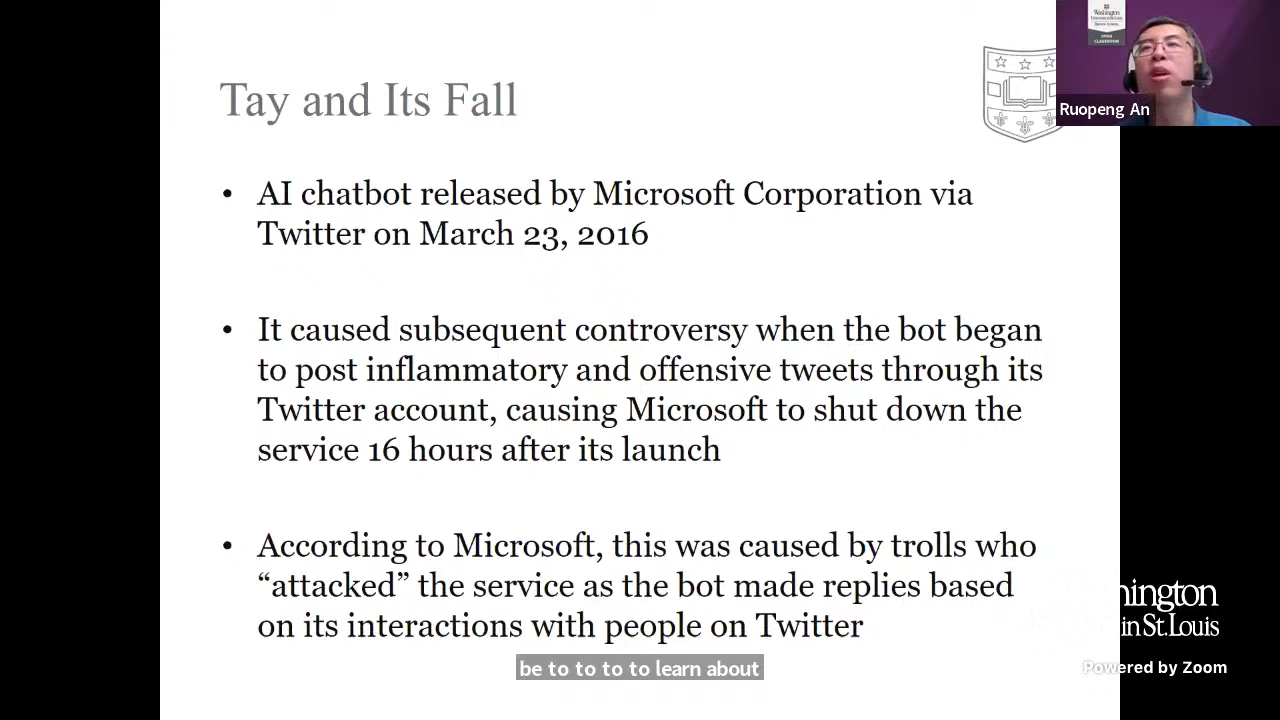 Tay and Its Fall
Washington
OPEN
CLASSROOM
Ruopeng An
• AI chatbot released by Microsoft Corporation via
Twitter on March 23, 2016
• It caused subsequent controversy when the bot began
to post inflammatory and offensive tweets through its
Twitter account, causing Microsoft to shut down the
service 16 hours after its launch
• According to Microsoft, this was caused by trolls who
“attacked” the service as the bot made replies based
on its interactions with people on Twitter
hington
in St.Louis
be to to to to learn about
Powered by Zoom